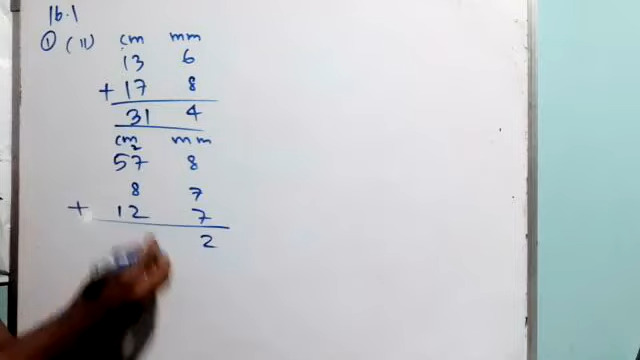 16.1
① (ii) cm mm
13 6
+ 17 8
31 4
cm mm
2
57 8
8 7
+ 12 7
2